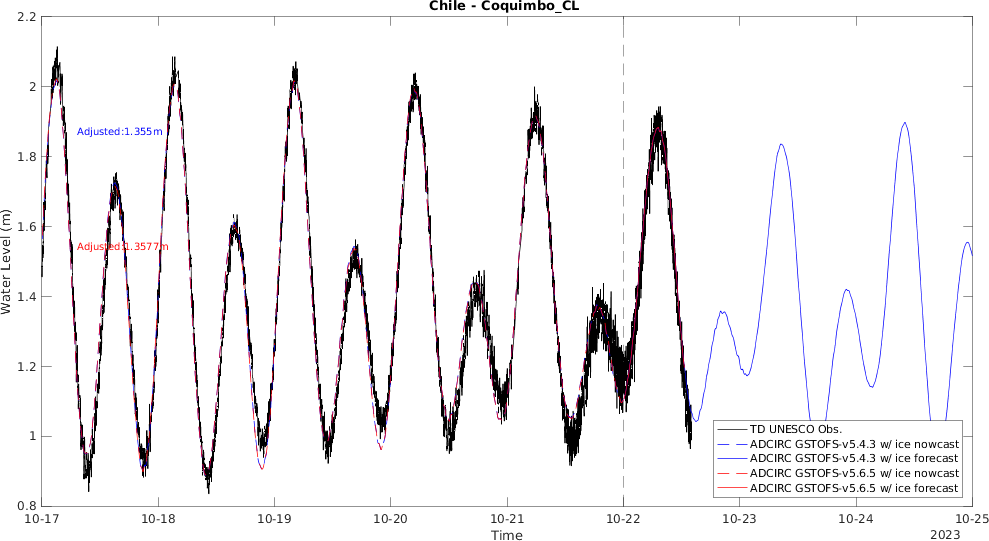 Chile - Coquimbo_CL
2.2
2
1.8
1.6
1.4
1.2
1
0.8
Water Level (m)
Adjusted:1.355m
Adjusted:1.3577m
TD UNESCO Obs.
ADCIRC GSTOFS-v5.4.3 w/ ice nowcast
ADCIRC GSTOFS-v5.4.3 w/ ice forecast
ADCIRC GSTOFS-v5.6.5 w/ ice nowcast
ADCIRC GSTOFS-v5.6.5 w/ ice forecast
10-17 10-18 10-19 10-20 10-21 10-22 10-23 10-24 10-25
Time
2023